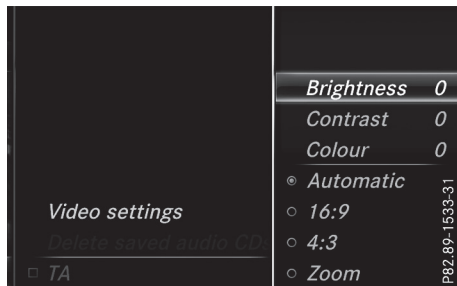 Brightness 0
Contrast 0
Colour 0
Automatic
16:9
4:3
Zoom
Video settings
Delete saved audio CDs
TA
P82.89-1533-31